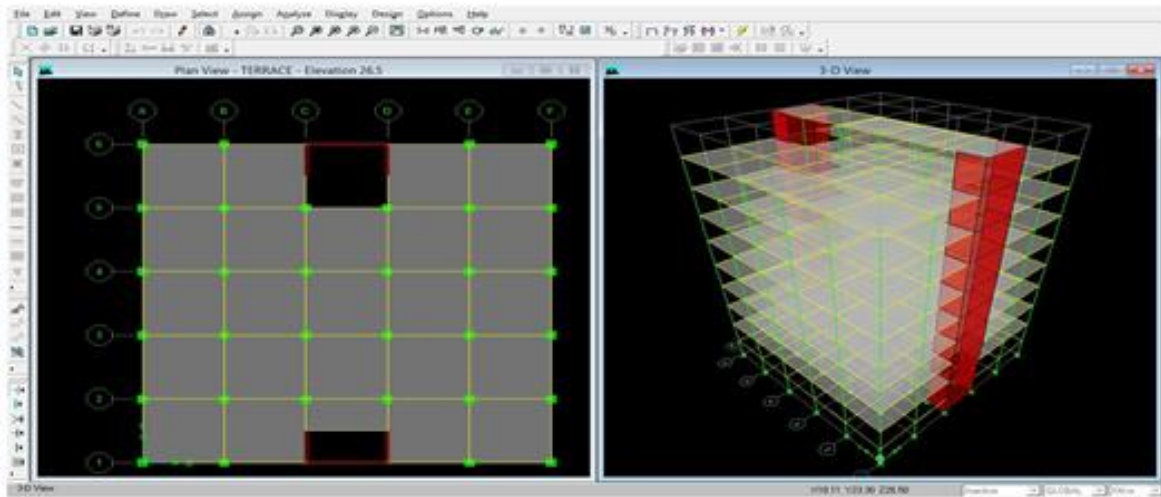 File Edit View Define Draw Select Assign Analyze Display Design Options Help
Plan View - TERRACE - Elevation 26.5
3-D View
A B C D E F
6
5
4
3
2
1
3-D View
GLOBAL